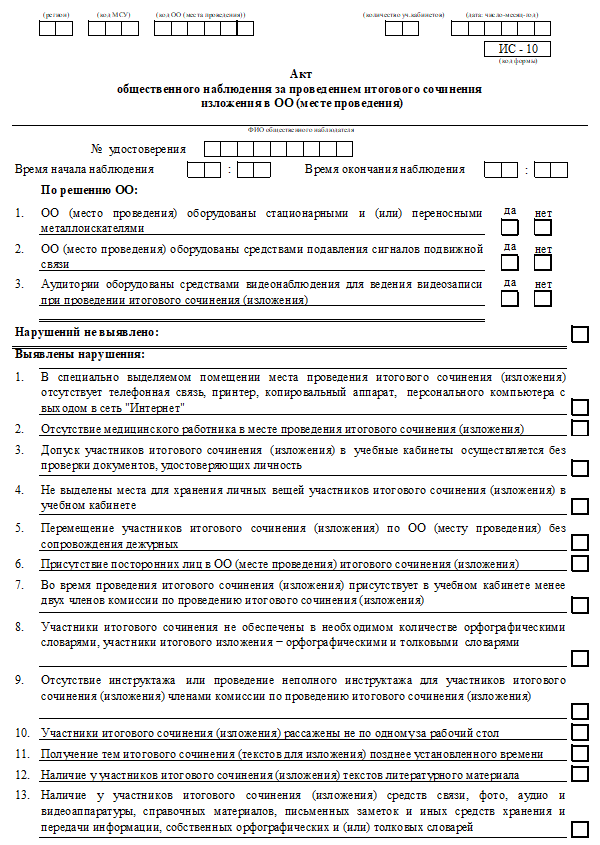 (регион) (код МСУ) (код ОО (места проведения)) (количество уч.кабинетов) (дата: число-месяц-год)
ИС - 10
(код формы)
Акт
общественного наблюдения за проведением итогового сочинения
изложения в ОО (месте проведения)
ФИО общественного наблюдателя
№ удостоверения
Время начала наблюдения : Время окончания наблюдения :
По решению ОО:
1. ОО (место проведения) оборудованы стационарными и (или) переносными да нет
металлоискателями
2. ОО (место проведения) оборудованы средствами подавления сигналов подвижной да нет
связи
3. Аудитории оборудованы средствами видеонаблюдения для ведения видеозаписи да нет
при проведении итогового сочинения (изложения)
Нарушений не выявлено:
Выявлены нарушения:
1. В специально выделяемом помещении места проведения итогового сочинения (изложения)
отсутствует телефонная связь, принтер, копировальный аппарат, персонального компьютера с
выходом в сеть "Интернет"
2. Отсутствие медицинского работника в месте проведения итогового сочинения (изложения)
3. Допуск участников итогового сочинения (изложения) в учебные кабинеты осуществляется без
проверки документов, удостоверяющих личность
4. Не выделены места для хранения личных вещей участников итогового сочинения (изложения) в
учебном кабинете
5. Перемещение участников итогового сочинения (изложения) по ОО (месту проведения) без
сопровождения дежурных
6. Присутствие посторонних лиц в ОО (месте проведения) итогового сочинения (изложения)
7. Во время проведения итогового сочинения (изложения) присутствует в учебном кабинете менее
двух членов комиссии по проведению итогового сочинения (изложения)
8. Участники итогового сочинения не обеспечены в необходимом количестве орфографическими
словарями, участники итогового изложения – орфографическими и толковыми словарями
9. Отсутствие инструктажа или проведение неполного инструктажа для участников итогового
сочинения (изложения) членами комиссии по проведению итогового сочинения (изложения)
10. Участники итогового сочинения (изложения) рассажены не по одному за рабочий стол
11. Получение тем итогового сочинения (текстов для изложения) позднее установленного времени
12. Наличие у участников итогового сочинения (изложения) текстов литературного материала
13. Наличие у участников итогового сочинения (изложения) средств связи, фото, аудио и
видеоаппаратуры, справочных материалов, письменных заметок и иных средств хранения и
передачи информации, собственных орфографических и (или) толковых словарей